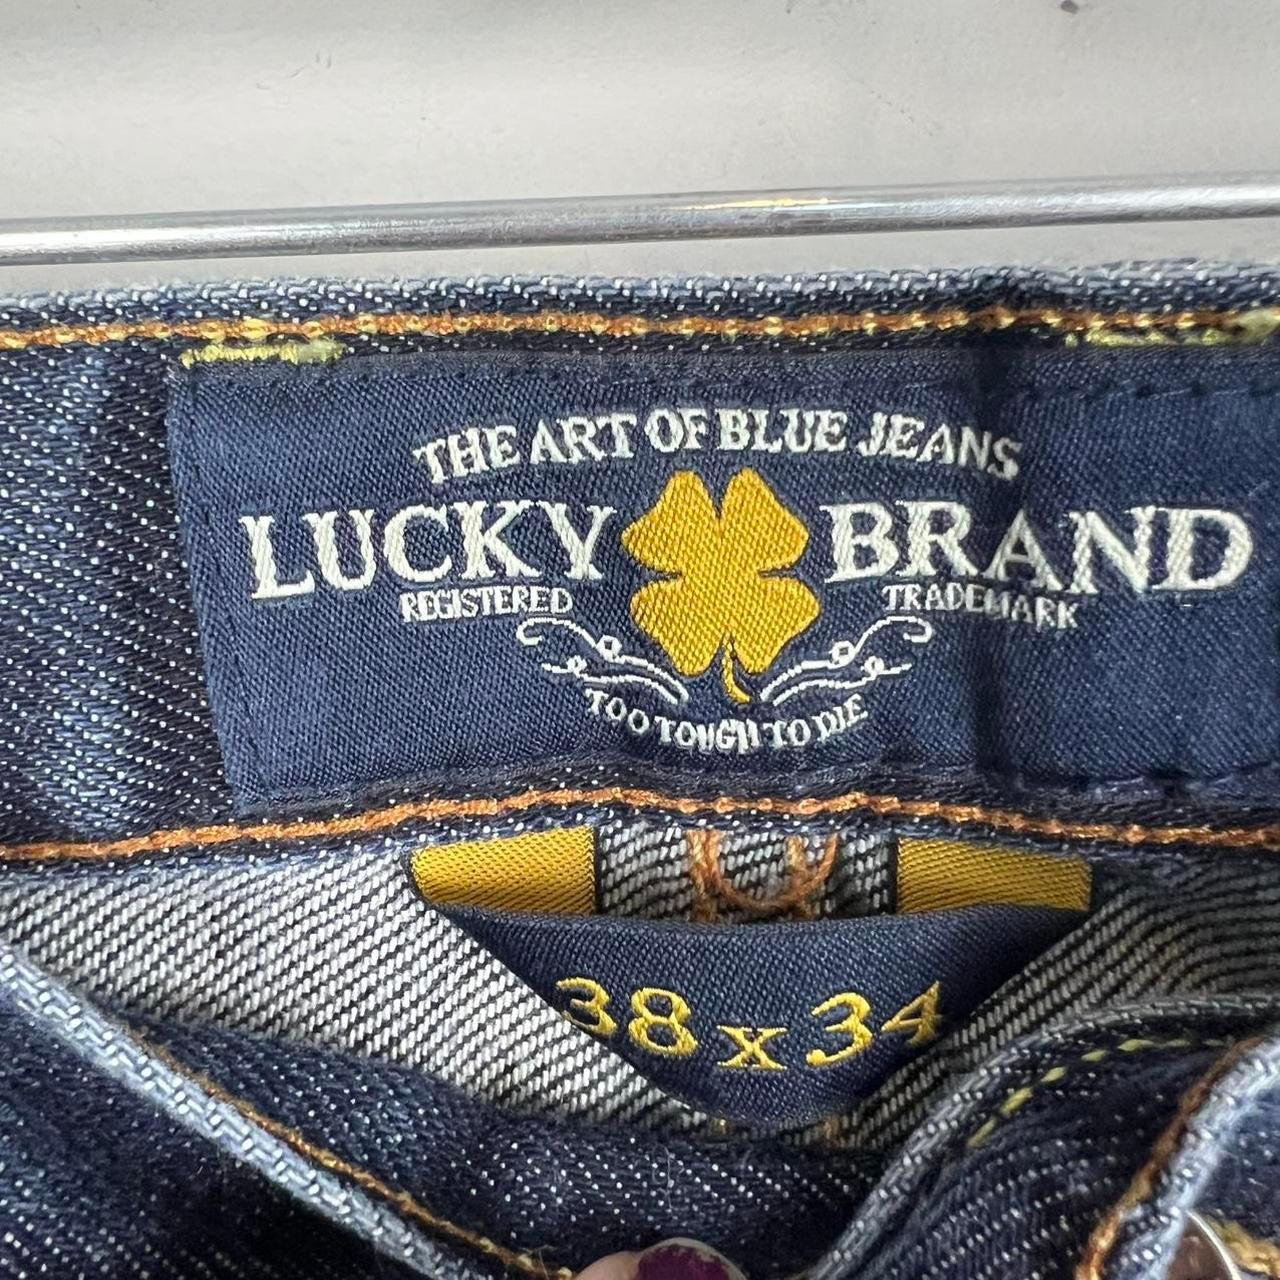 THE ART OF BLUE JEANS
LUCKY BRAND
REGISTERED TRADEMARK
TOO TOUGH TO DIE
38 x 34